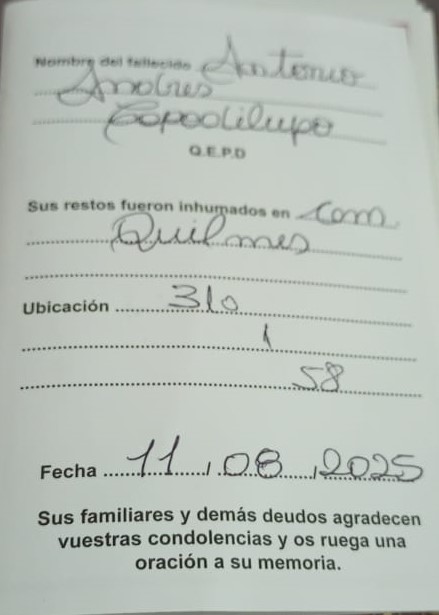 Nombre del fallecido Antonio
Andres
Capodilupo
Q.E.P.D
Sus restos fueron inhumados en Cem
Quilmes
Ubicación 310
1
58
Fecha 11, 08, 2025
Sus familiares y demás deudos agradecen
vuestras condolencias y os ruega una
oración a su memoria.